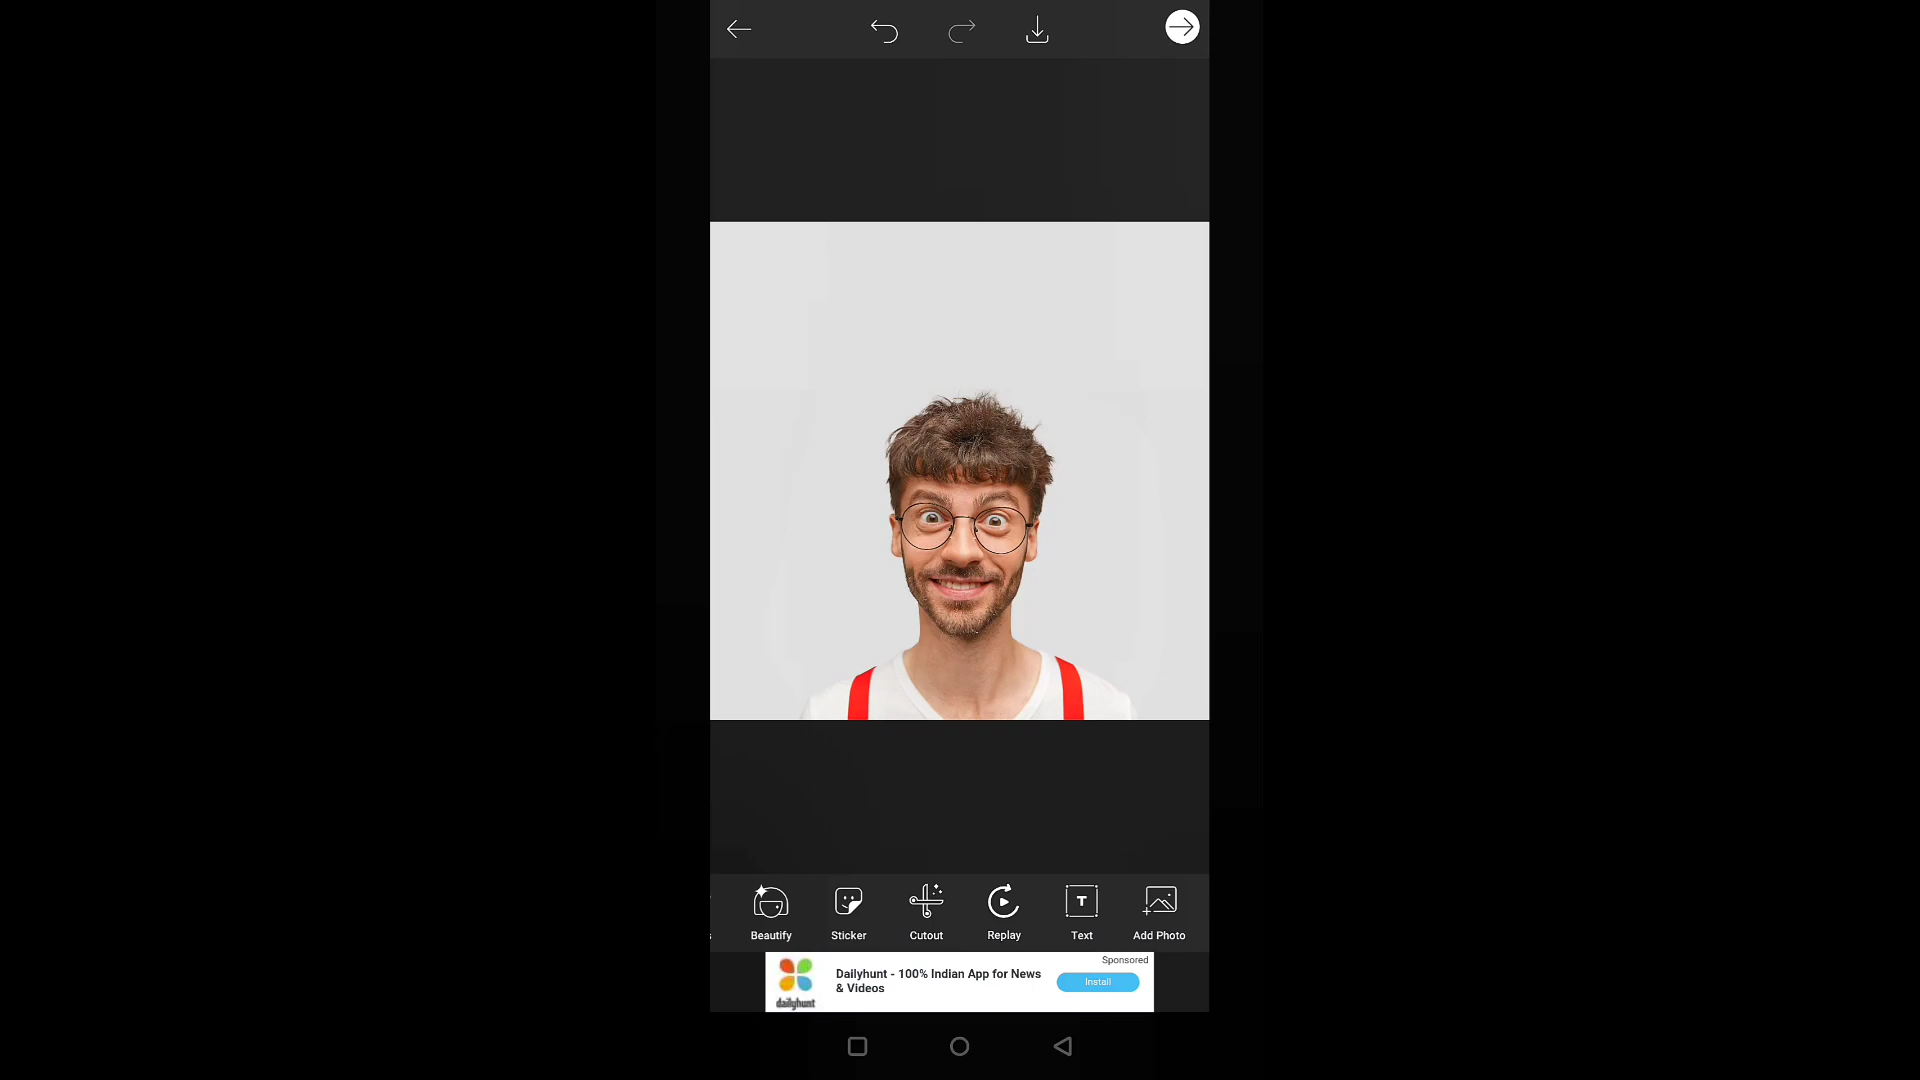 Beautify
Sticker
Cutout
Replay
T
Text
Add Photo
Sponsored
Dailyhunt - 100% Indian App for News
& Videos
Install
dailyhunt